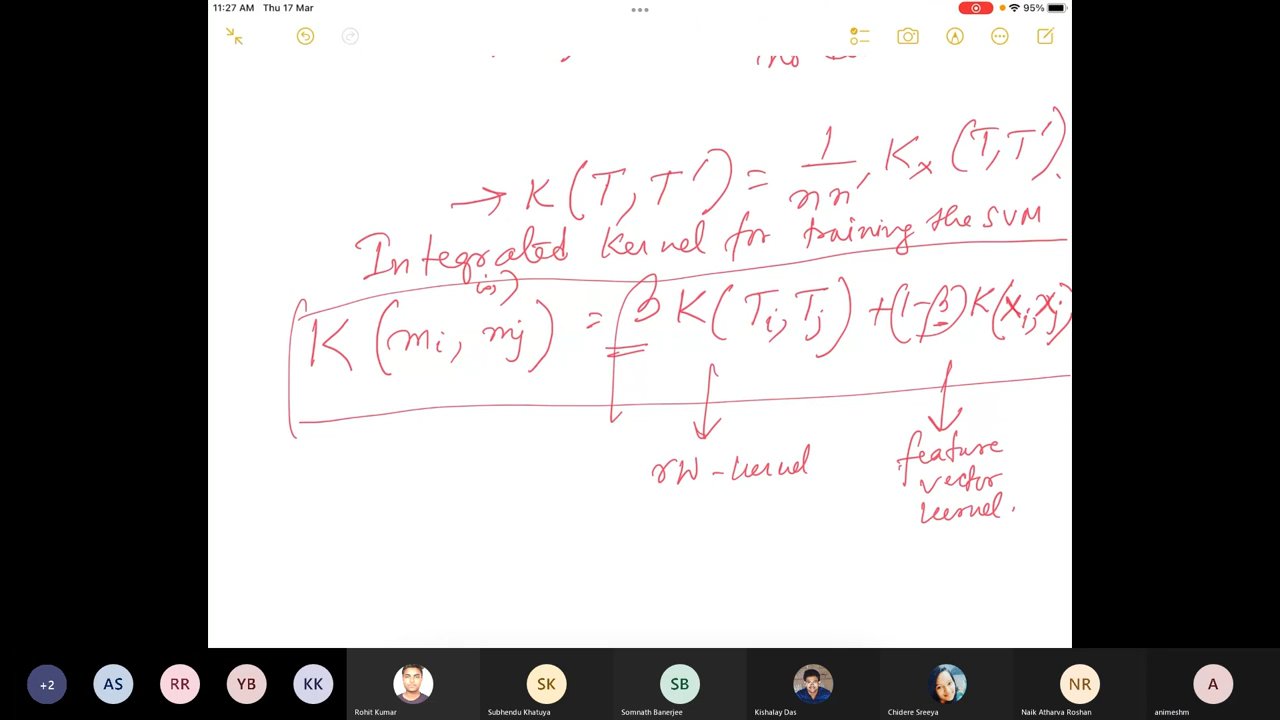 11:27 AM Thu 17 Mar
95%
→ K (T, T') = 1/nn' Kx (T, T').
Integrated Kernel for training the SVM
(i,j)
K (mi, mj) = β K (Ti, Tj) + (1-β) K(xi, xj)
rW-kernel
feature
vector
kernel.
+2 AS RR YB KK SK SB NR A
Rohit Kumar Subhendu Khatuya Somnath Banerjee Kishalay Das Chidere Sreeya Naik Atharva Roshan animeshm